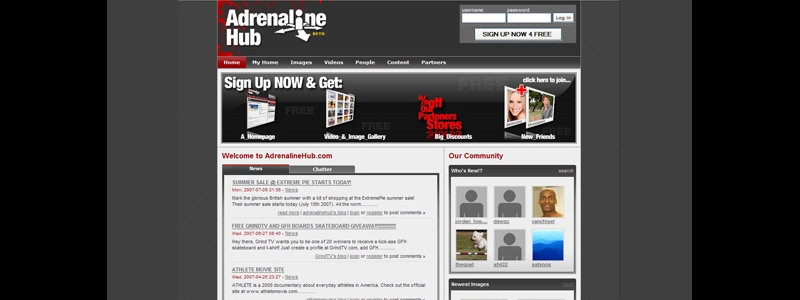 Adrenaline
Hub
BETA
username:
password:
Log in
SIGN UP NOW 4 FREE
Home My Home Images Videos People Content Partners
Sign Up NOW & Get:
click here to join...
FREE
FREE
FREE
%off
Our
Parteners
Stores
A_Homepage
Video_&_Image_Gallery
Big_Discounts
New_Friends
Welcome to AdrenalineHub.com
News
Chatter
SUMMER SALE @ EXTREME PIE STARTS TODAY!
Mon, 2007-07-09 21:36 - News
Mark the glorious British summer with a bit of shopping at the ExtremePie summer sale!
Their summer sale starts today (July 10th 2007). All the norm............
read more | adrenalinehub's blog | login or register to post comments »
FREE GRINDTV AND GFH BOARDS SKATEBOARD GIVEAWAY!!!!!!!!!!!!
Wed, 2007-06-27 08:40 - News
Hey there, Grind TV wants you to be one of 20 winners to receive a kick-ass GFH
skateboard and t-shirt! Just create a profile at GrindTV.com, add GFH............
GrindTV's blog | login or register to post comments »
ATHLETE MOVIE SITE
Wed, 2007-04-25 23:27 - News
ATHLETE is a 2008 documentary about everyday athletes in America. Check out the official
site at www.athletemovie.com...............
Our Community
Who's New!?
search
jordan_low...
dawgz
vanchisel
thegoel
phil22
sutynos
Newest Images